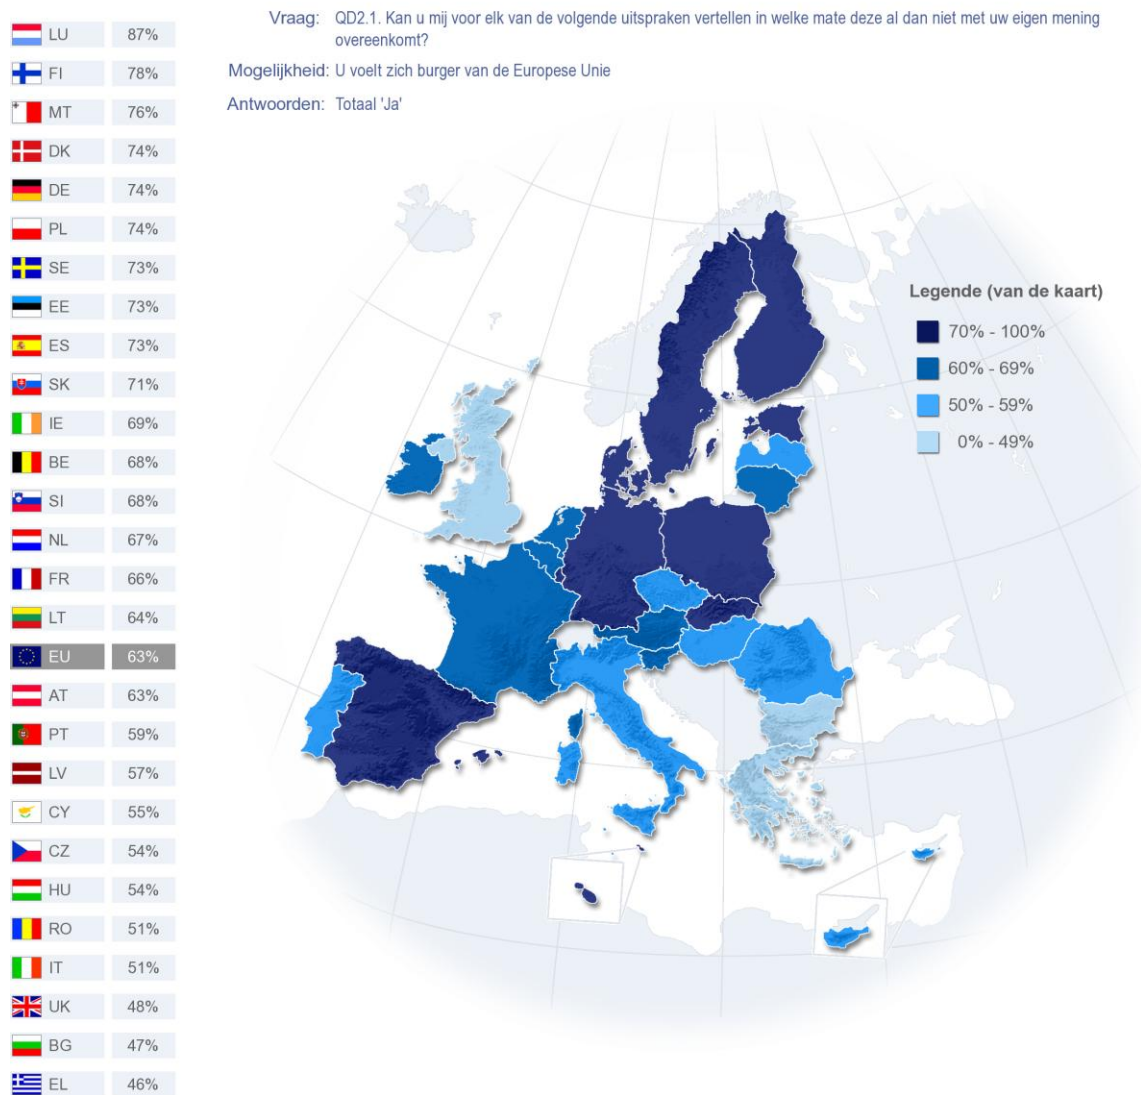 Vraag: QD2.1. Kan u mij voor elk van de volgende uitspraken vertellen in welke mate deze al dan niet met uw eigen mening
overeenkomt?
Mogelijkheid: U voelt zich burger van de Europese Unie
Antwoorden: Totaal 'Ja'
LU 87%
FI 78%
MT 76%
DK 74%
DE 74%
PL 74%
SE 73%
EE 73%
ES 73%
SK 71%
IE 69%
BE 68%
SI 68%
NL 67%
FR 66%
LT 64%
EU 63%
AT 63%
PT 59%
LV 57%
CY 55%
CZ 54%
HU 54%
RO 51%
IT 51%
UK 48%
BG 47%
EL 46%
Legende (van de kaart)
70% - 100%
60% - 69%
50% - 59%
0% - 49%